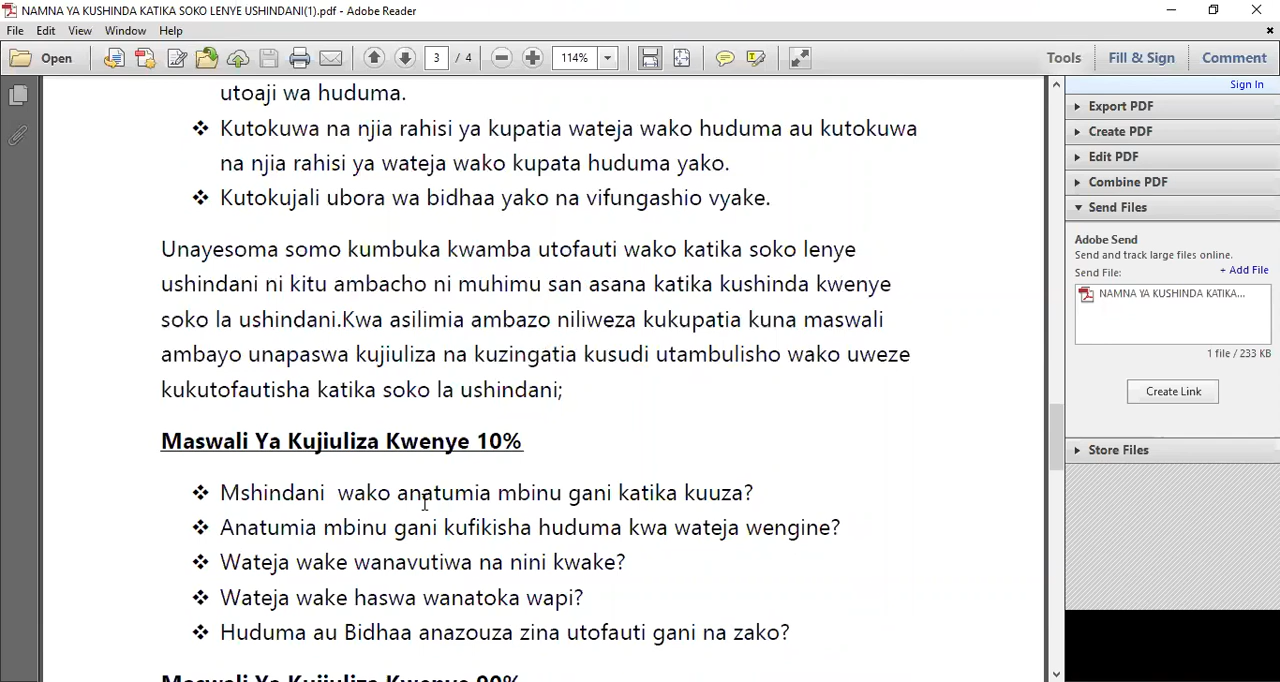 NAMNA YA KUSHINDA KATIKA SOKO LENYE USHINDANI(1).pdf - Adobe Reader
File Edit View Window Help
Open 3 / 4 114% Tools Fill & Sign Comment
Sign In
utoaji wa huduma.
❖ Kutokuwa na njia rahisi ya kupatia wateja wako huduma au kutokuwa
na njia rahisi ya wateja wako kupata huduma yako.
❖ Kutokujali ubora wa bidhaa yako na vifungashio vyake.
Unayesoma somo kumbuka kwamba utofauti wako katika soko lenye
ushindani ni kitu ambacho ni muhimu san asana katika kushinda kwenye
soko la ushindani.Kwa asilimia ambazo niliweza kukupatia kuna maswali
ambayo unapaswa kujiuliza na kuzingatia kusudi utambulisho wako uweze
kukutofautisha katika soko la ushindani;
Maswali Ya Kujiuliza Kwenye 10%
❖ Mshindani  wako anatumia mbinu gani katika kuuza?
❖ Anatumia mbinu gani kufikisha huduma kwa wateja wengine?
❖ Wateja wake wanavutiwa na nini kwake?
❖ Wateja wake haswa wanatoka wapi?
❖ Huduma au Bidhaa anazouza zina utofauti gani na zako?
Maswali Ya Kujiuliza Kwenye 90%
Export PDF
Create PDF
Edit PDF
Combine PDF
Send Files
Adobe Send
Send and track large files online.
Send File: + Add File
NAMNA YA KUSHINDA KATIKA...
1 file / 233 KB
Create Link
Store Files